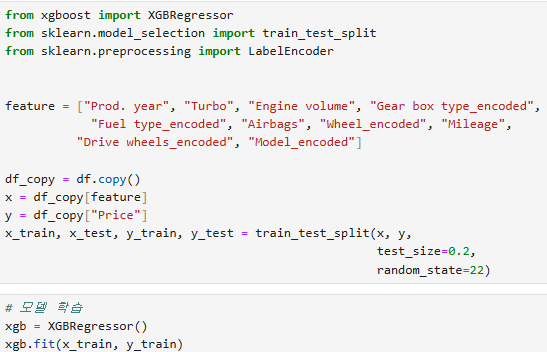 from xgboost import XGBRegressor
from sklearn.model_selection import train_test_split
from sklearn.preprocessing import LabelEncoder
feature = ["Prod. year", "Turbo", "Engine volume", "Gear box type_encoded",
"Fuel type_encoded", "Airbags", "Wheel_encoded", "Mileage",
"Drive wheels_encoded", "Model_encoded"]
df_copy = df.copy()
x = df_copy[feature]
y = df_copy["Price"]
x_train, x_test, y_train, y_test = train_test_split(x, y,
test_size=0.2,
random_state=22)
# 모델 학습
xgb = XGBRegressor()
xgb.fit(x_train, y_train)